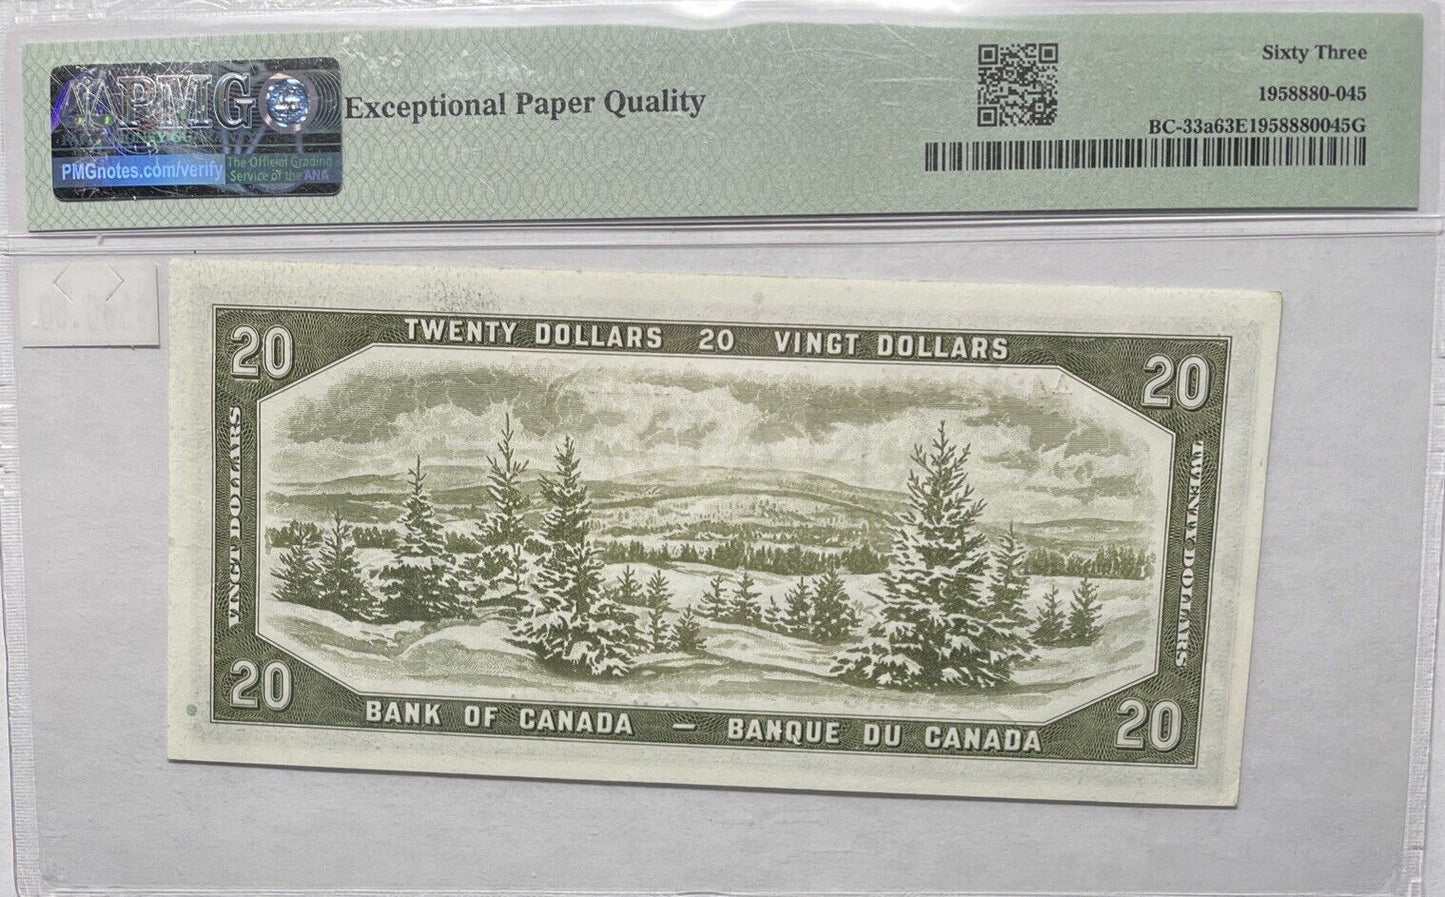 PMG
PMGnotes.com/verify
The Official Grading
Service of the ANA
Exceptional Paper Quality
Sixty Three
1958880-045
BC-33a63E1958880045G
20 TWENTY DOLLARS 20 VINGT DOLLARS 20
VINGT DOLLARS
TWENTY DOLLARS
20 BANK OF CANADA — BANQUE DU CANADA 20